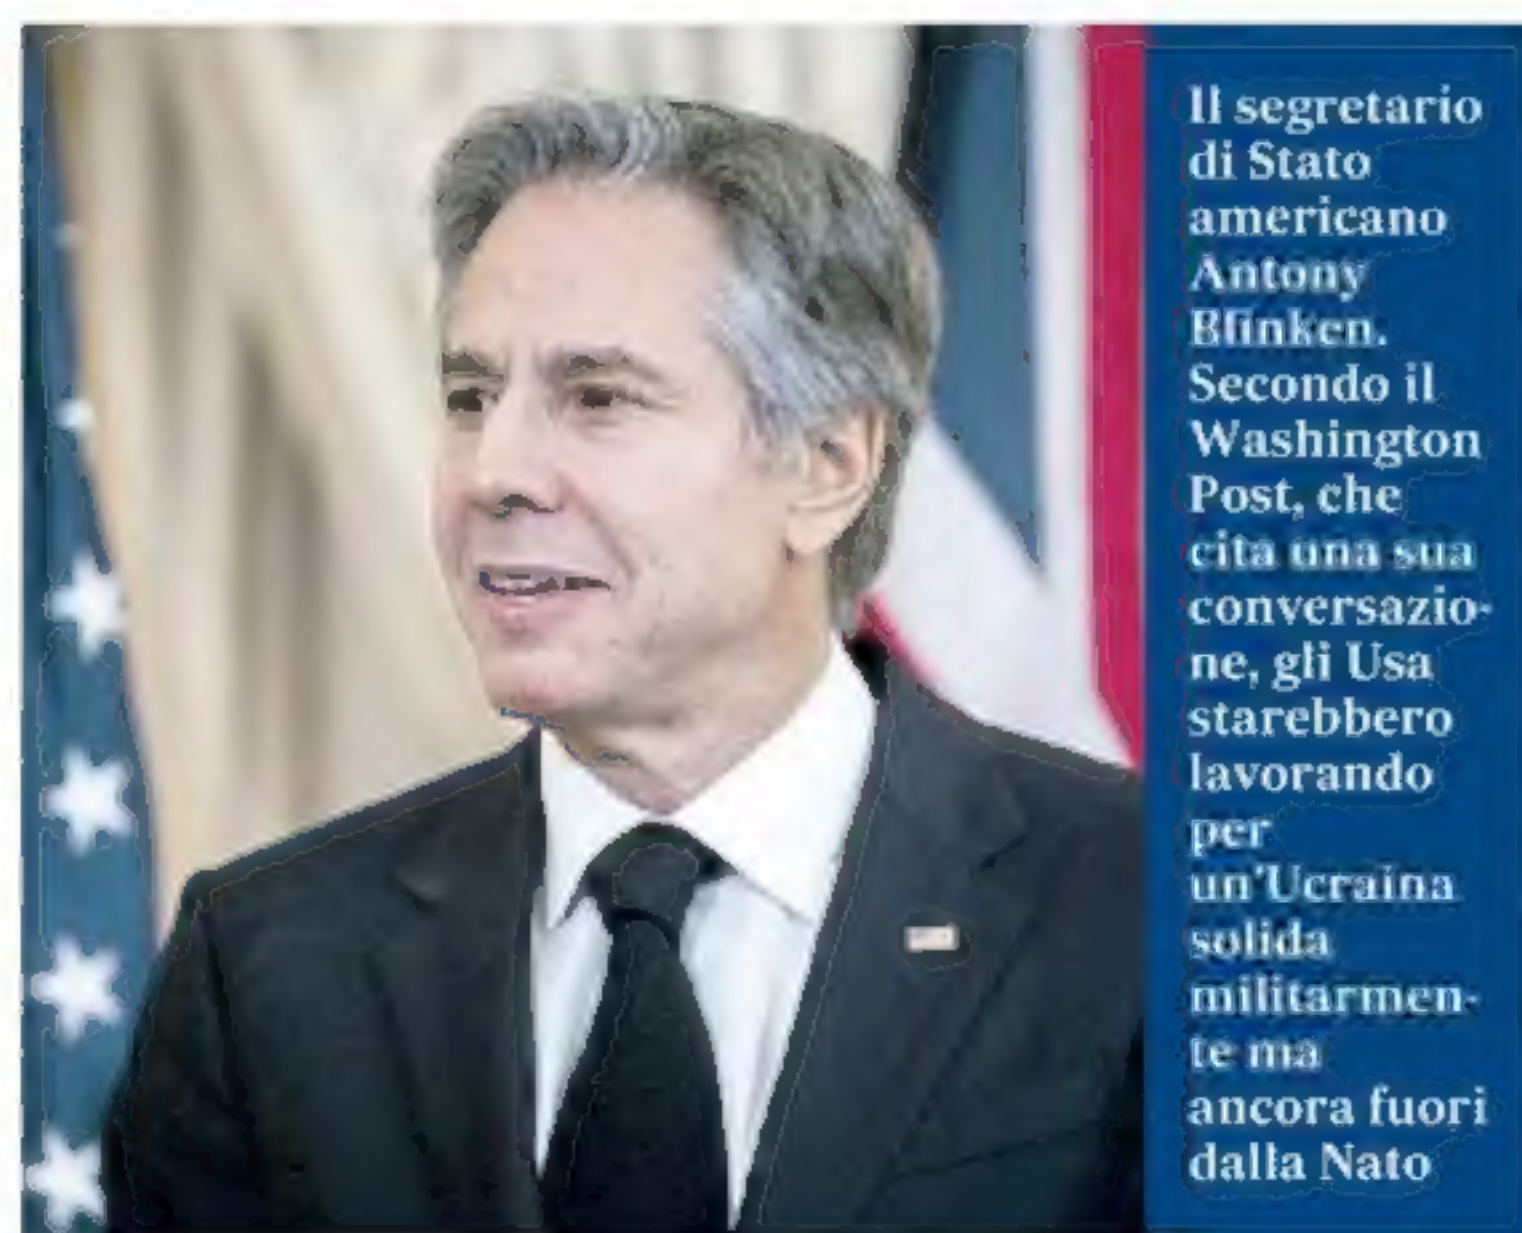 Il segretario
di Stato
americano
Antony
Blinken.
Secondo il
Washington
Post, che
cita una sua
conversazio-
ne, gli Usa
starebbero
lavorando
per
un'Ucraina
solida
militarmen-
te ma
ancora fuori
dalla Nato